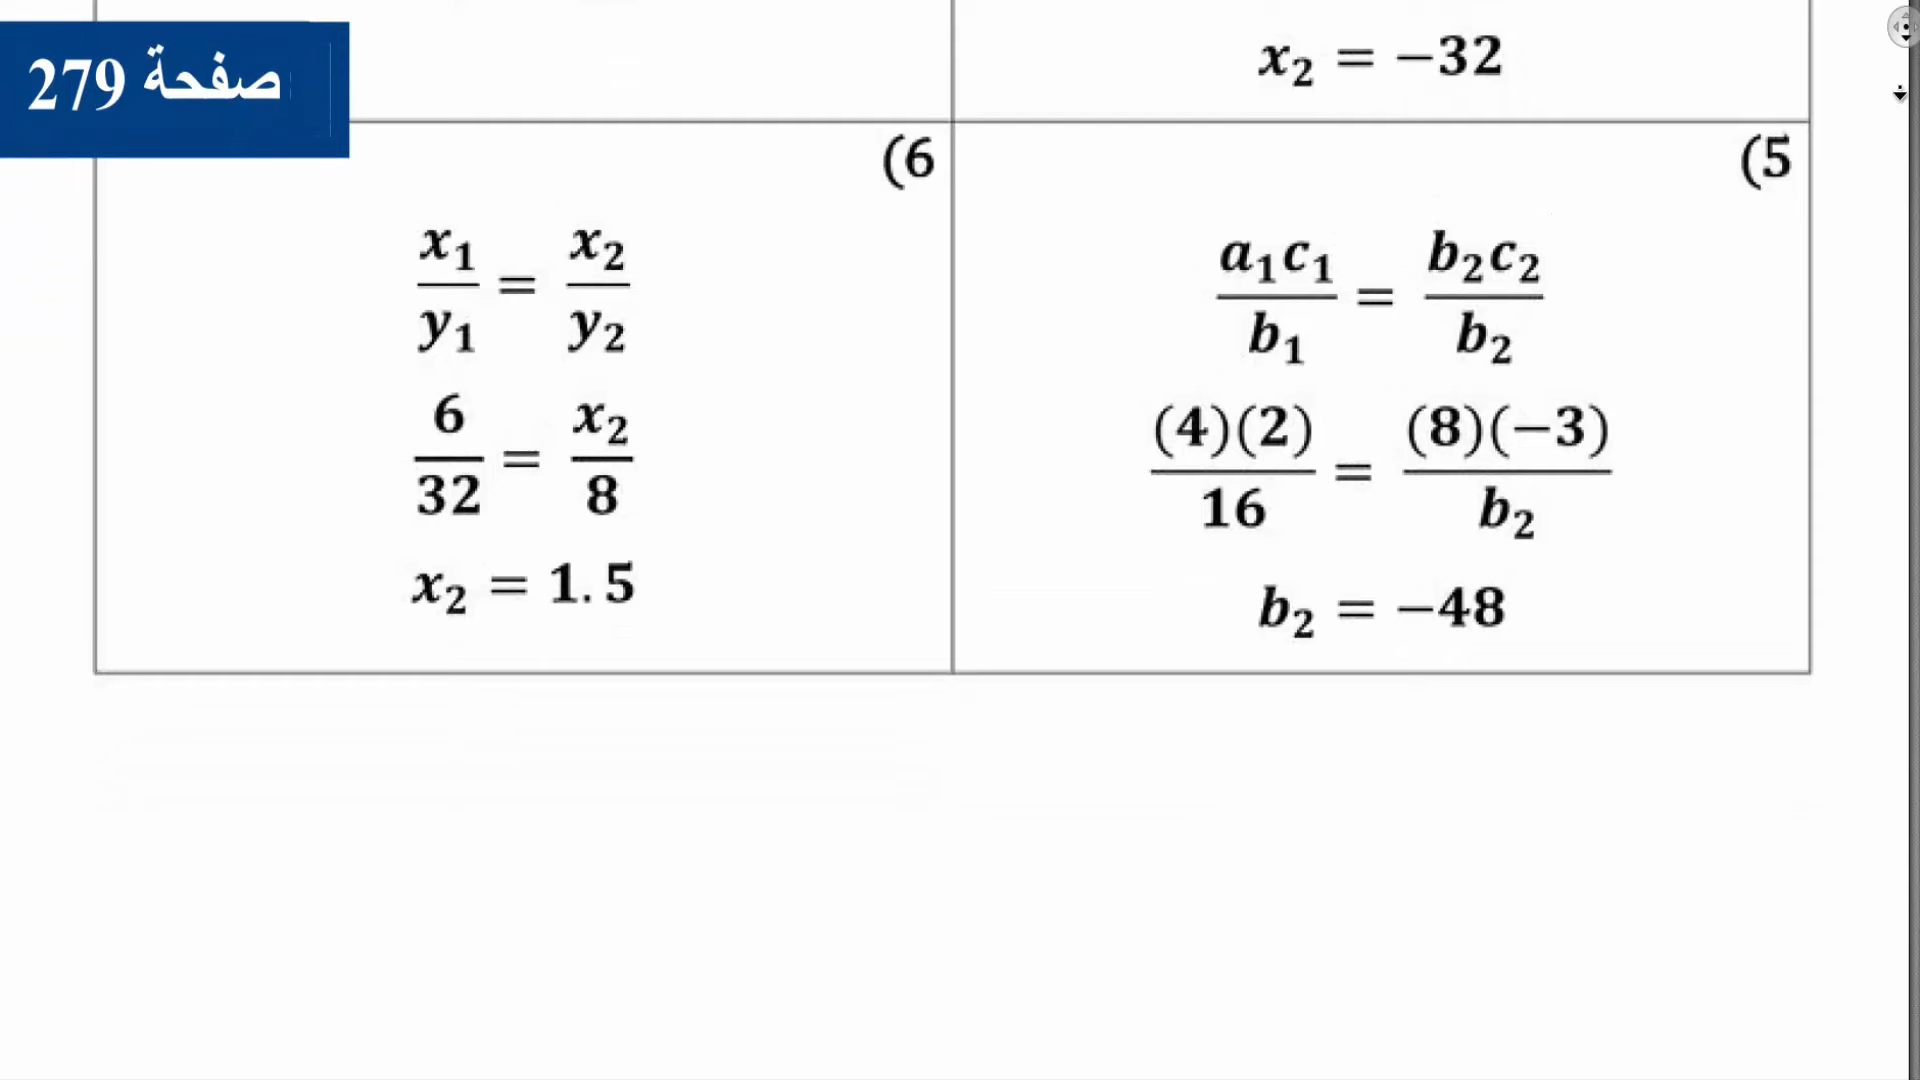 صفحة 279
x₂ = −32
(5
a₁c₁/b₁ = b₂c₂/b₂
(4)(2)/16 = (8)(−3)/b₂
b₂ = −48
(6
x₁/y₁ = x₂/y₂
6/32 = x₂/8
x₂ = 1.5